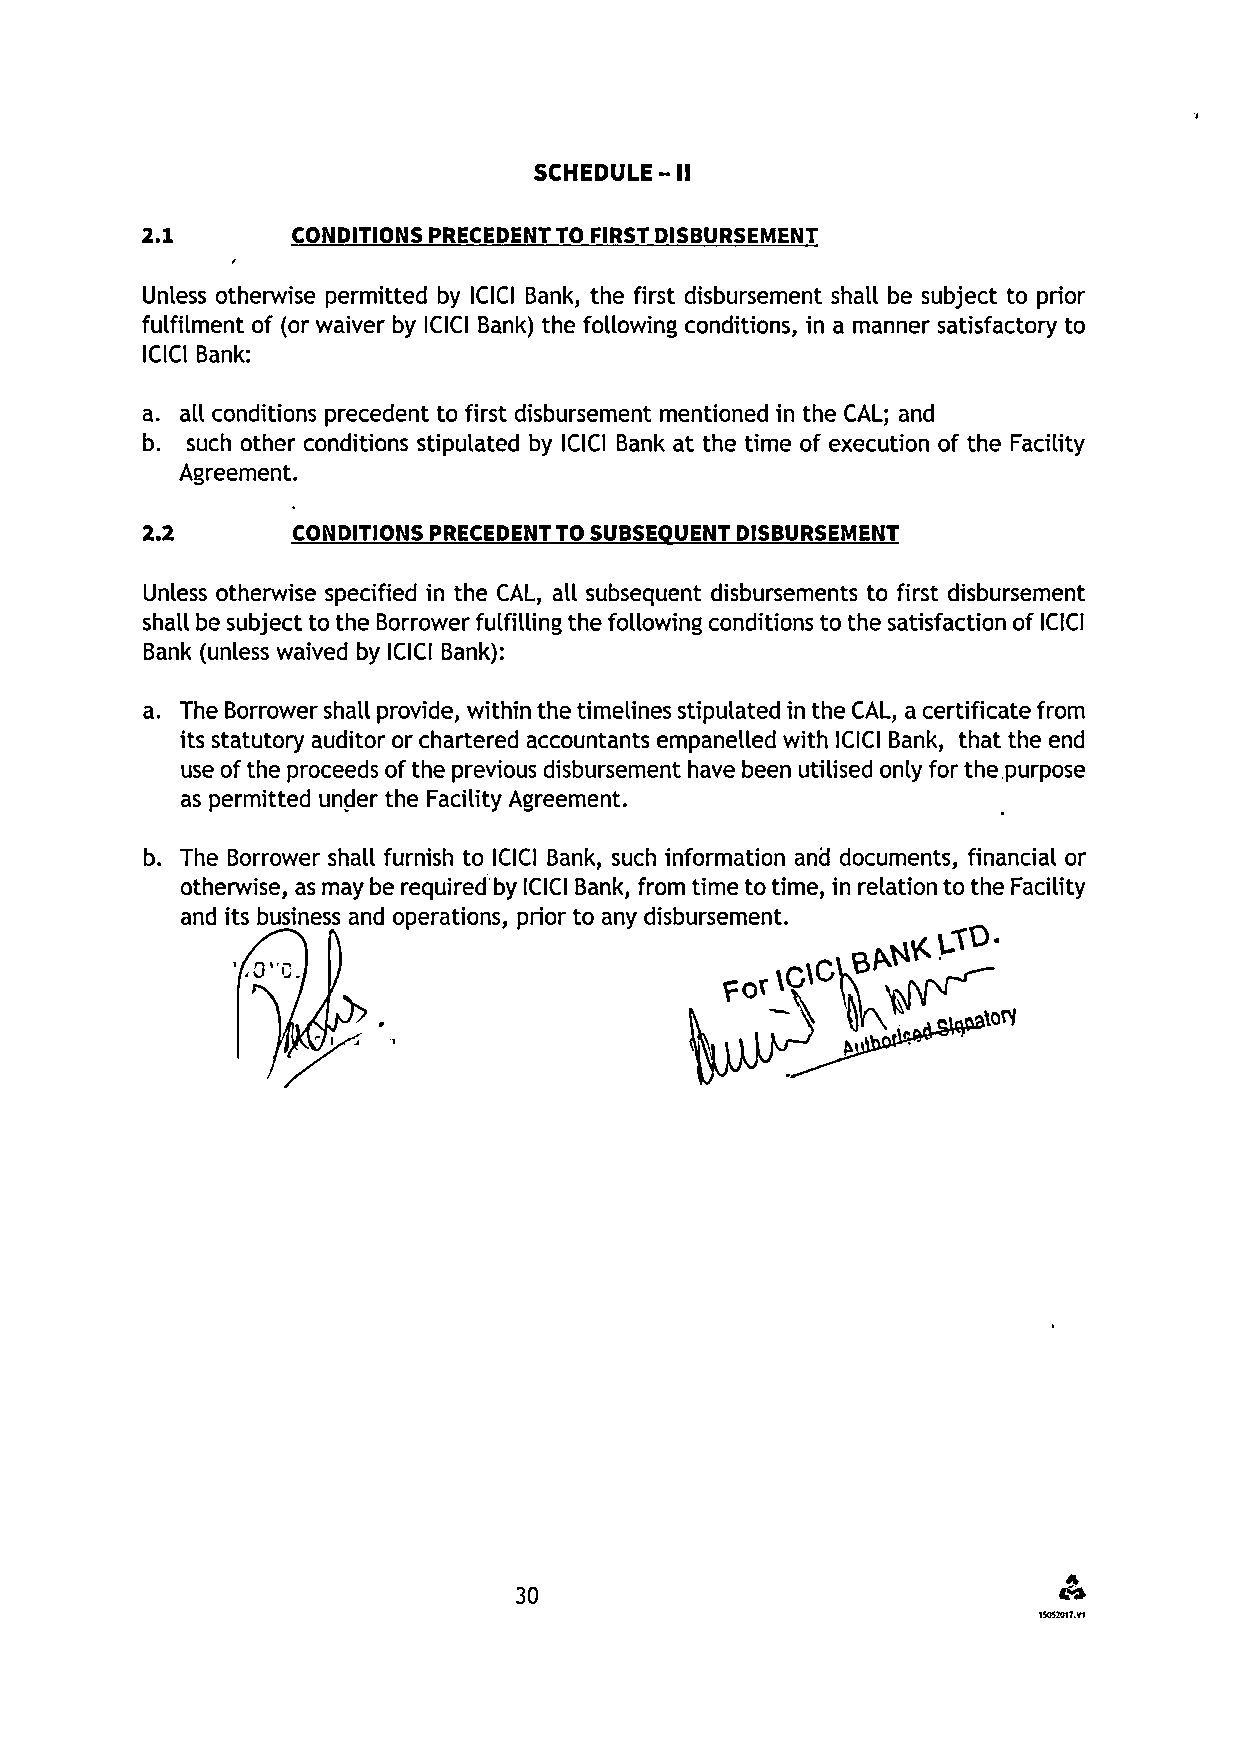 SCHEDULE – II
2.1 CONDITIONS PRECEDENT TO FIRST DISBURSEMENT
Unless otherwise permitted by ICICI Bank, the first disbursement shall be subject to prior
fulfilment of (or waiver by ICICI Bank) the following conditions, in a manner satisfactory to
ICICI Bank:
a. all conditions precedent to first disbursement mentioned in the CAL; and
b. such other conditions stipulated by ICICI Bank at the time of execution of the Facility
Agreement.
2.2 CONDITIONS PRECEDENT TO SUBSEQUENT DISBURSEMENT
Unless otherwise specified in the CAL, all subsequent disbursements to first disbursement
shall be subject to the Borrower fulfilling the following conditions to the satisfaction of ICICI
Bank (unless waived by ICICI Bank):
a. The Borrower shall provide, within the timelines stipulated in the CAL, a certificate from
its statutory auditor or chartered accountants empanelled with ICICI Bank, that the end
use of the proceeds of the previous disbursement have been utilised only for the purpose
as permitted under the Facility Agreement.
b. The Borrower shall furnish to ICICI Bank, such information and documents, financial or
otherwise, as may be required by ICICI Bank, from time to time, in relation to the Facility
and its business and operations, prior to any disbursement.
For ICICI BANK LTD.
Authorised Signatory
30
15052017.V1